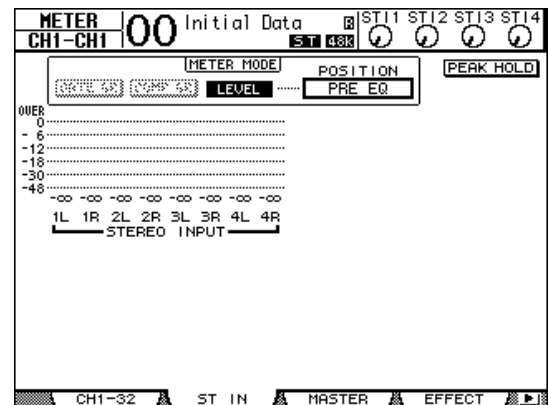 METER
CH1-CH1
00 Initial Data R
ST 48K
STI1 STI2 STI3 STI4
METER MODE
GATE GR COMP GR LEVEL
POSITION
PRE EQ
PEAK HOLD
OVER
0
- 6
-12
-18
-30
-48
-∞ -∞ -∞ -∞ -∞ -∞ -∞ -∞
1L 1R 2L 2R 3L 3R 4L 4R
STEREO INPUT
CH1-32 ST IN MASTER EFFECT